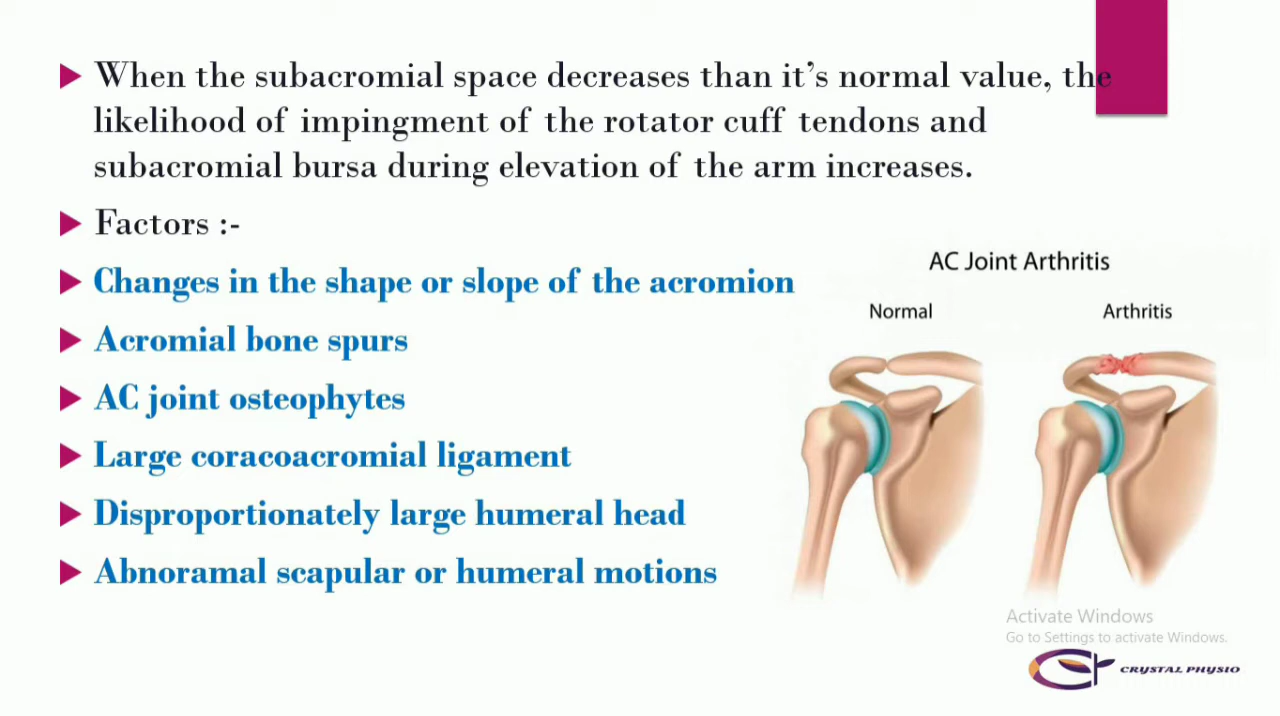 When the subacromial space decreases than it’s normal value, the
likelihood of impingment of the rotator cuff tendons and
subacromial bursa during elevation of the arm increases.
Factors :-
Changes in the shape or slope of the acromion
Acromial bone spurs
AC joint osteophytes
Large coracoacromial ligament
Disproportionately large humeral head
Abnoramal scapular or humeral motions
AC Joint Arthritis
Normal
Arthritis
Activate Windows
Go to Settings to activate Windows.
CRYSTAL PHYSIO